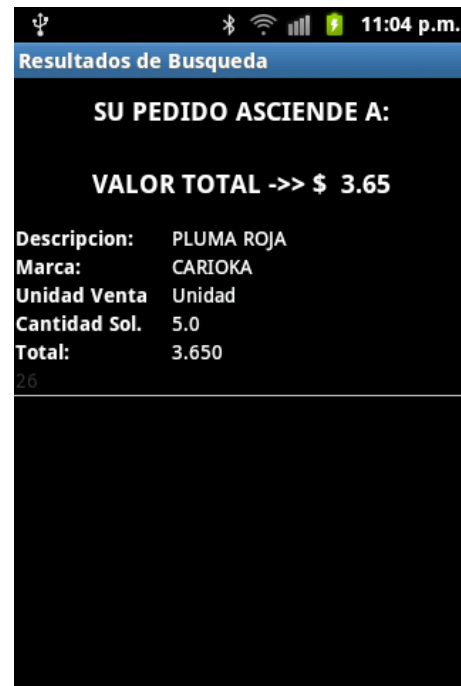 11:04 p.m.
Resultados de Busqueda
SU PEDIDO ASCIENDE A:
VALOR TOTAL ->> $ 3.65
Descripcion: PLUMA ROJA
Marca: CARIOKA
Unidad Venta Unidad
Cantidad Sol. 5.0
Total: 3.650
26